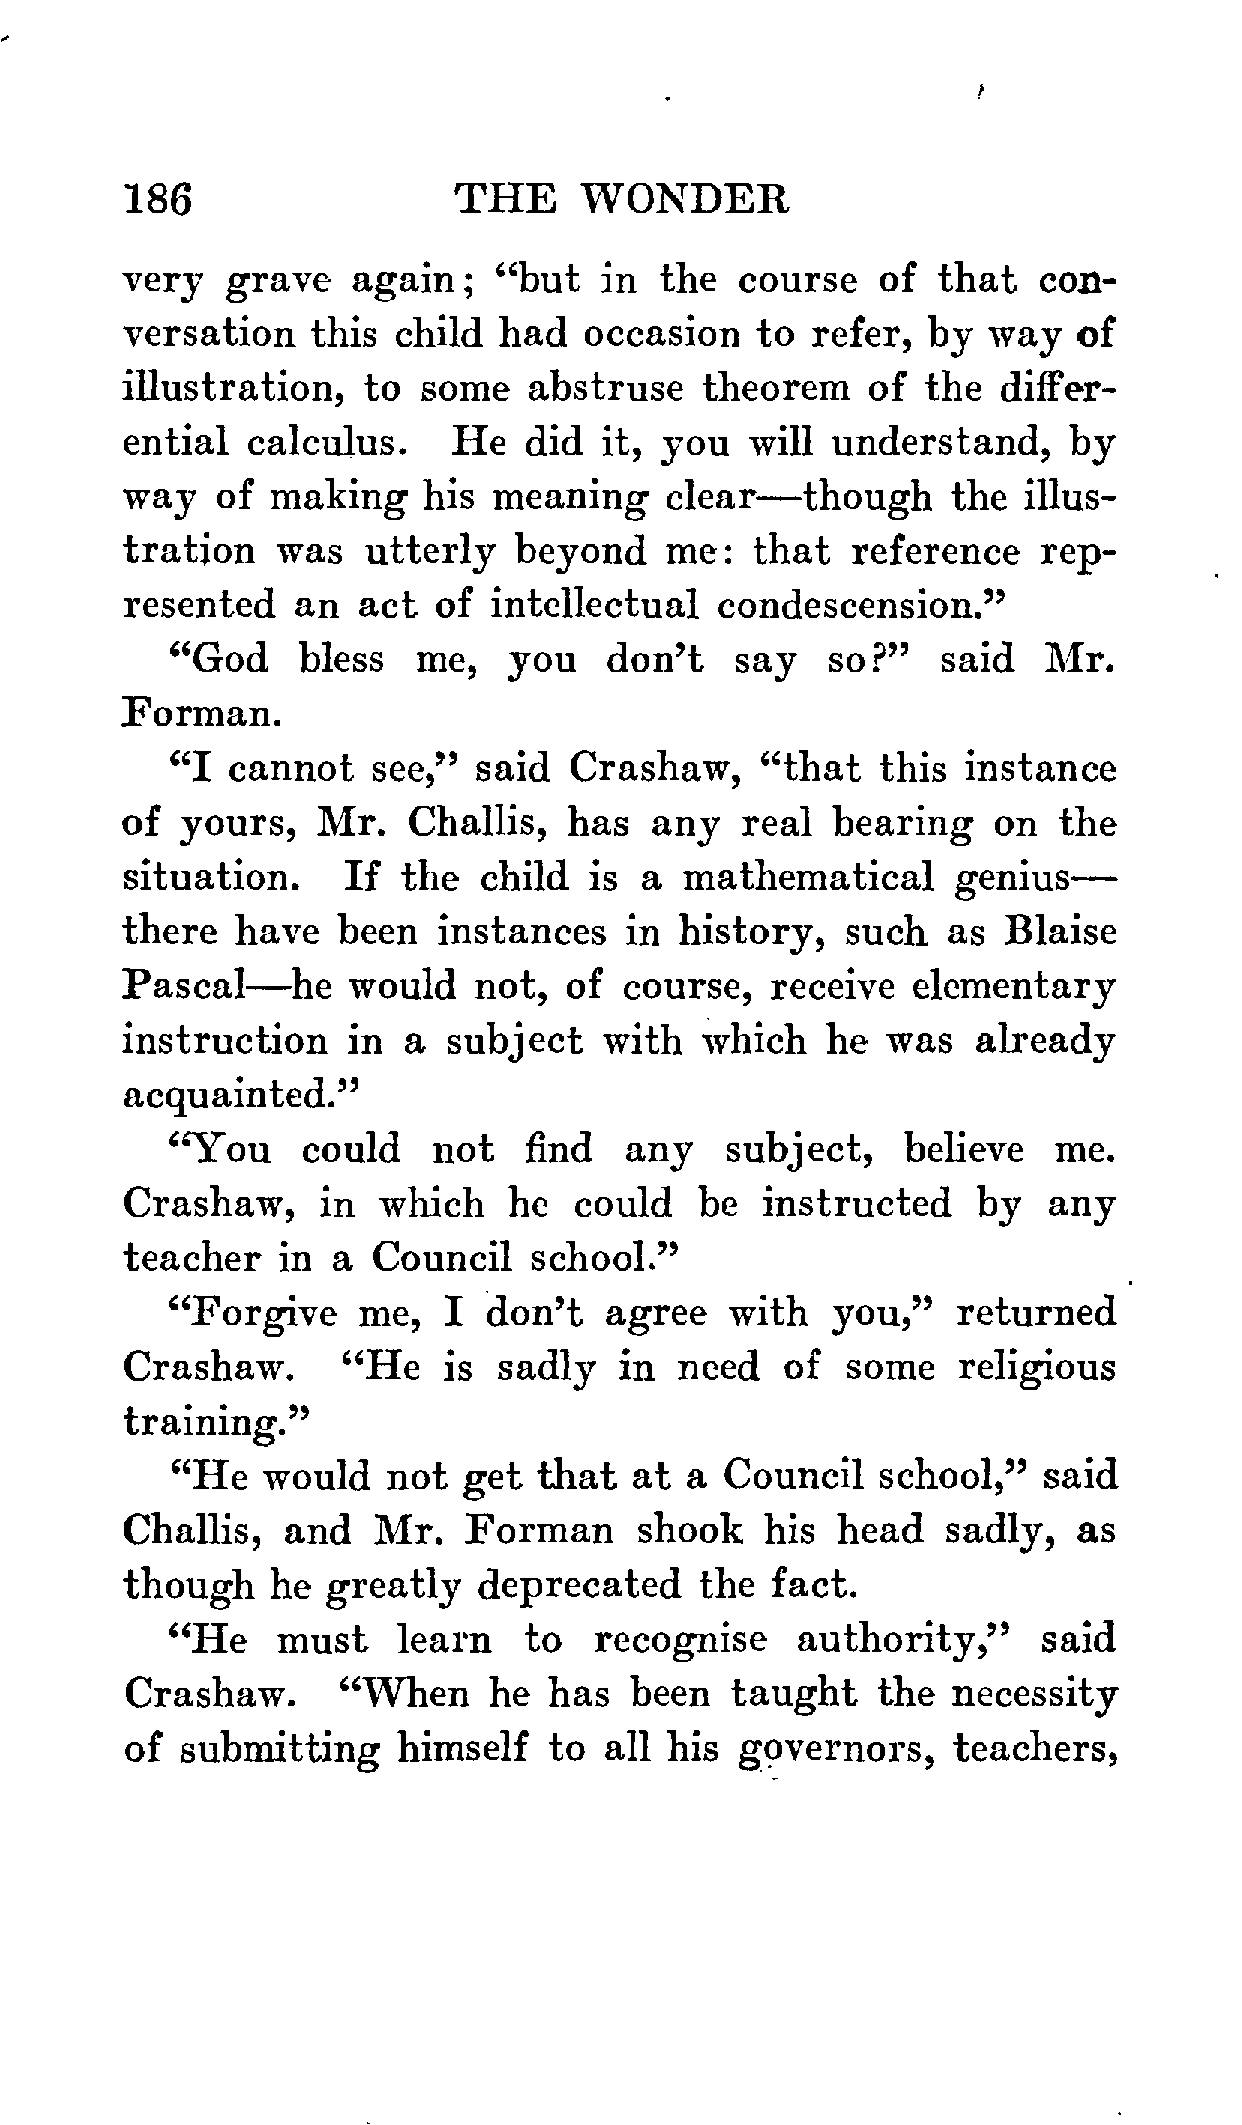 186 THE WONDER
very grave again; "but in the course of that con-
versation this child had occasion to refer, by way of
illustration, to some abstruse theorem of the differ-
ential calculus. He did it, you will understand, by
way of making his meaning clear—though the illus-
tration was utterly beyond me: that reference rep-
resented an act of intellectual condescension."
"God bless me, you don't say so?" said Mr.
Forman.
"I cannot see," said Crashaw, "that this instance
of yours, Mr. Challis, has any real bearing on the
situation. If the child is a mathematical genius—
there have been instances in history, such as Blaise
Pascal—he would not, of course, receive elementary
instruction in a subject with which he was already
acquainted."
"You could not find any subject, believe me.
Crashaw, in which he could be instructed by any
teacher in a Council school."
"Forgive me, I don't agree with you," returned
Crashaw. "He is sadly in need of some religious
training."
"He would not get that at a Council school," said
Challis, and Mr. Forman shook his head sadly, as
though he greatly deprecated the fact.
"He must learn to recognise authority," said
Crashaw. "When he has been taught the necessity
of submitting himself to all his governors, teachers,